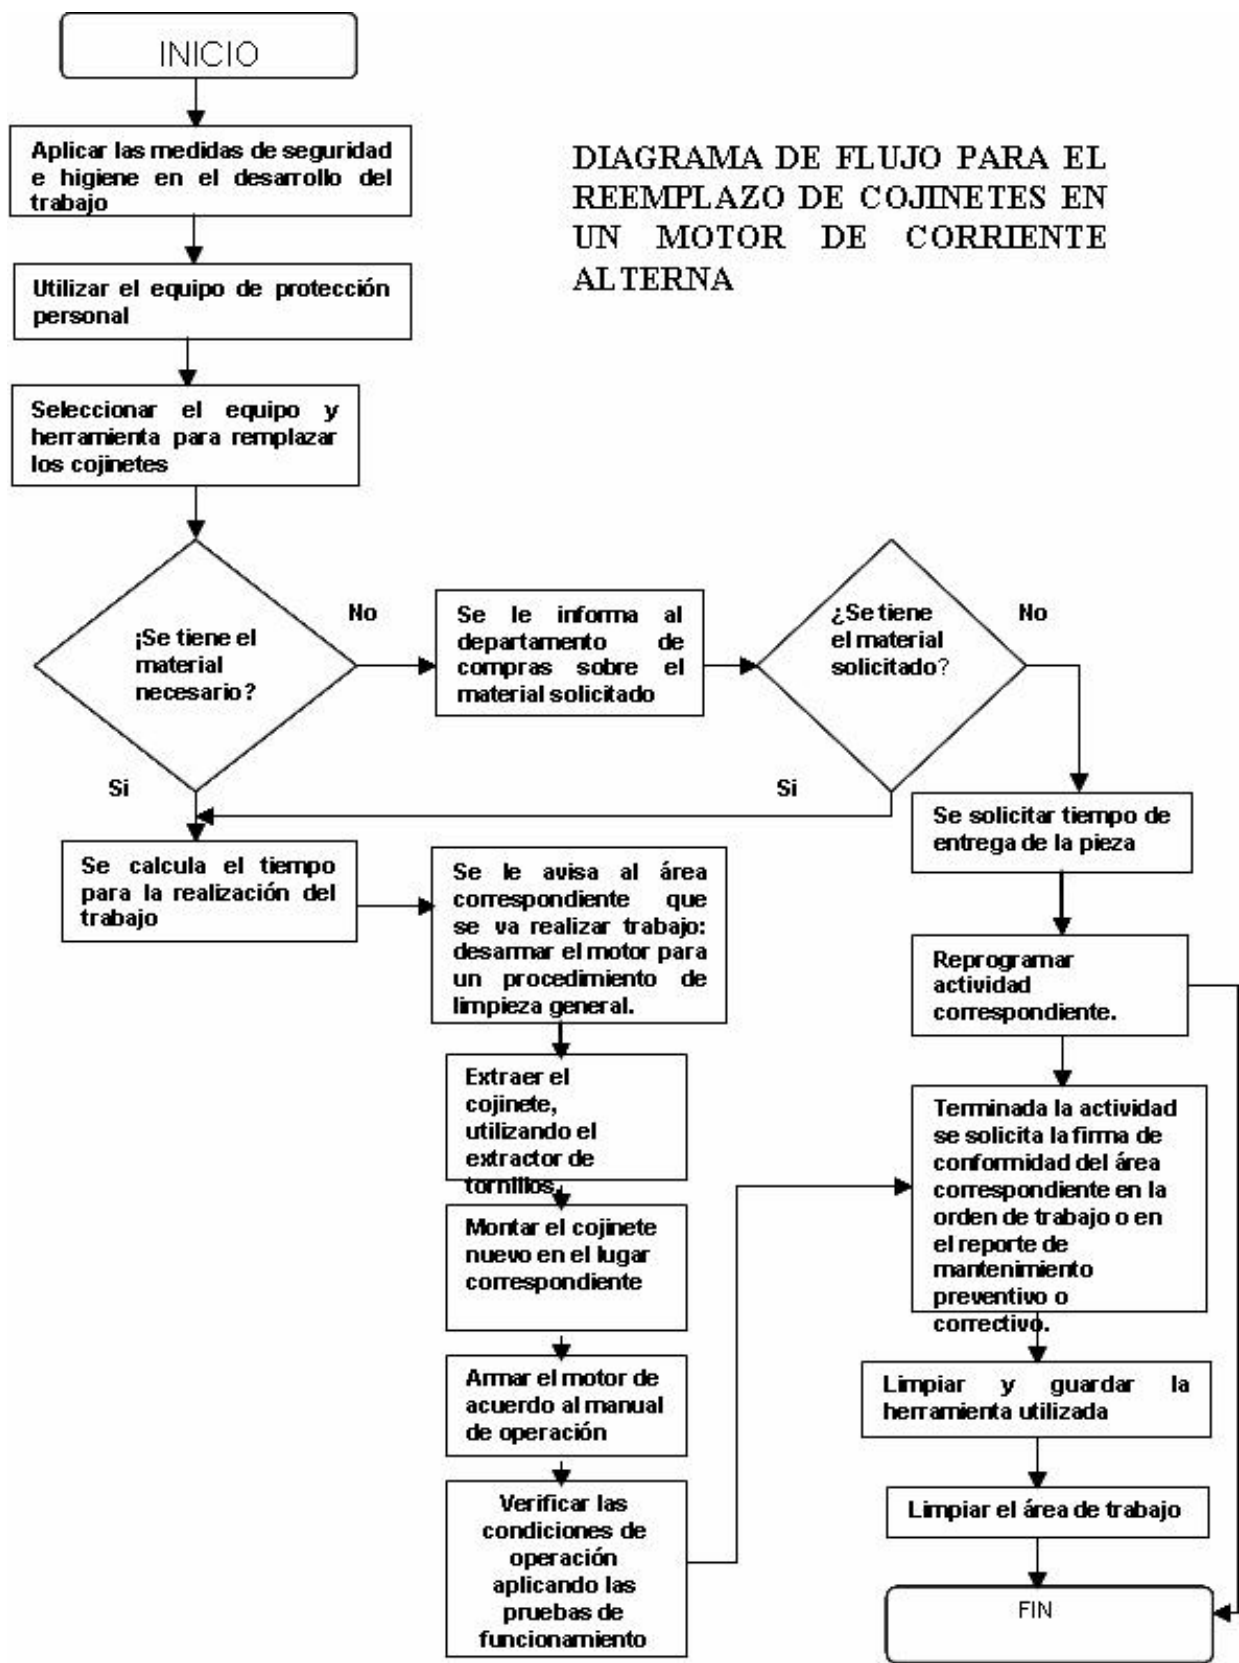 INICIO
Aplicar las medidas de seguridad
e higiene en el desarrollo del
trabajo
DIAGRAMA DE FLUJO PARA EL
REEMPLAZO DE COJINETES EN
UN MOTOR DE CORRIENTE
ALTERNA
Utilizar el equipo de protección
personal
Seleccionar el equipo y
herramienta para remplazar
los cojinetes
¡Se tiene el
material
necesario?
No
Se le informa al
departamento de
compras sobre el
material solicitado
¿Se tiene
el material
solicitado?
No
Si
Si
Se solicitar tiempo de
entrega de la pieza
Se calcula el tiempo
para la realización del
trabajo
Se le avisa al área
correspondiente que
se va realizar trabajo:
desarmar el motor para
un procedimiento de
limpieza general.
Reprogramar
actividad
correspondiente.
Extraer el
cojinete,
utilizando el
extractor de
tornillos.
Terminada la actividad
se solicita la firma de
conformidad del área
correspondiente en la
orden de trabajo o en
el reporte de
mantenimiento
preventivo o
correctivo.
Montar el cojinete
nuevo en el lugar
correspondiente
Armar el motor de
acuerdo al manual
de operación
Limpiar y guardar la
herramienta utilizada
Verificar las
condiciones de
operación
aplicando las
pruebas de
funcionamiento
Limpiar el área de trabajo
FIN